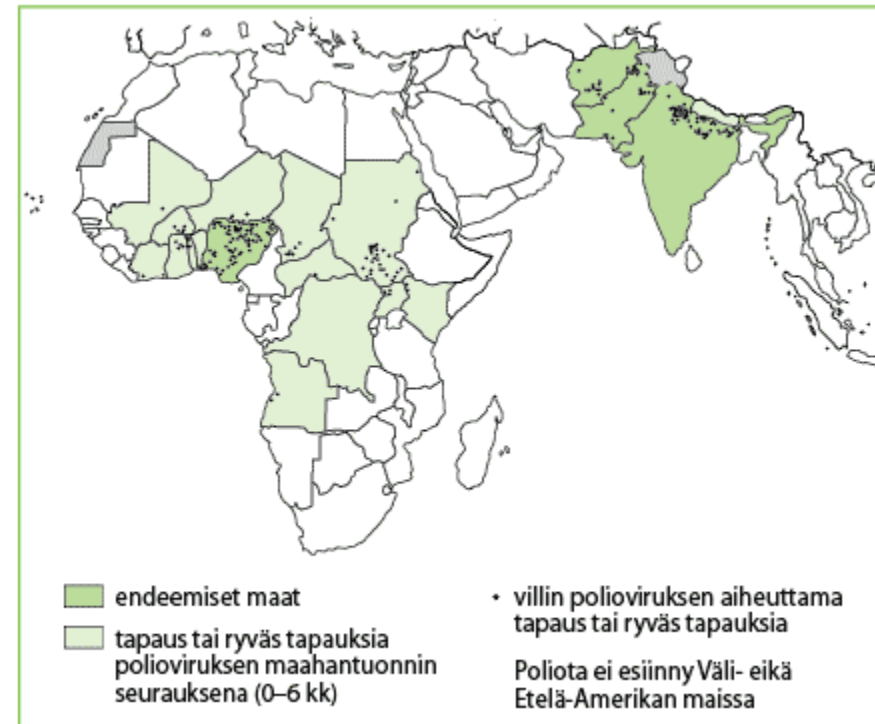 endeemiset maat
tapaus tai ryväs tapauksia
polioviruksen maahantuonnin
seurauksena (0–6 kk)
villin polioviruksen aiheuttama
tapaus tai ryväs tapauksia
Poliota ei esiinny Väli- eikä
Etelä-Amerikan maissa